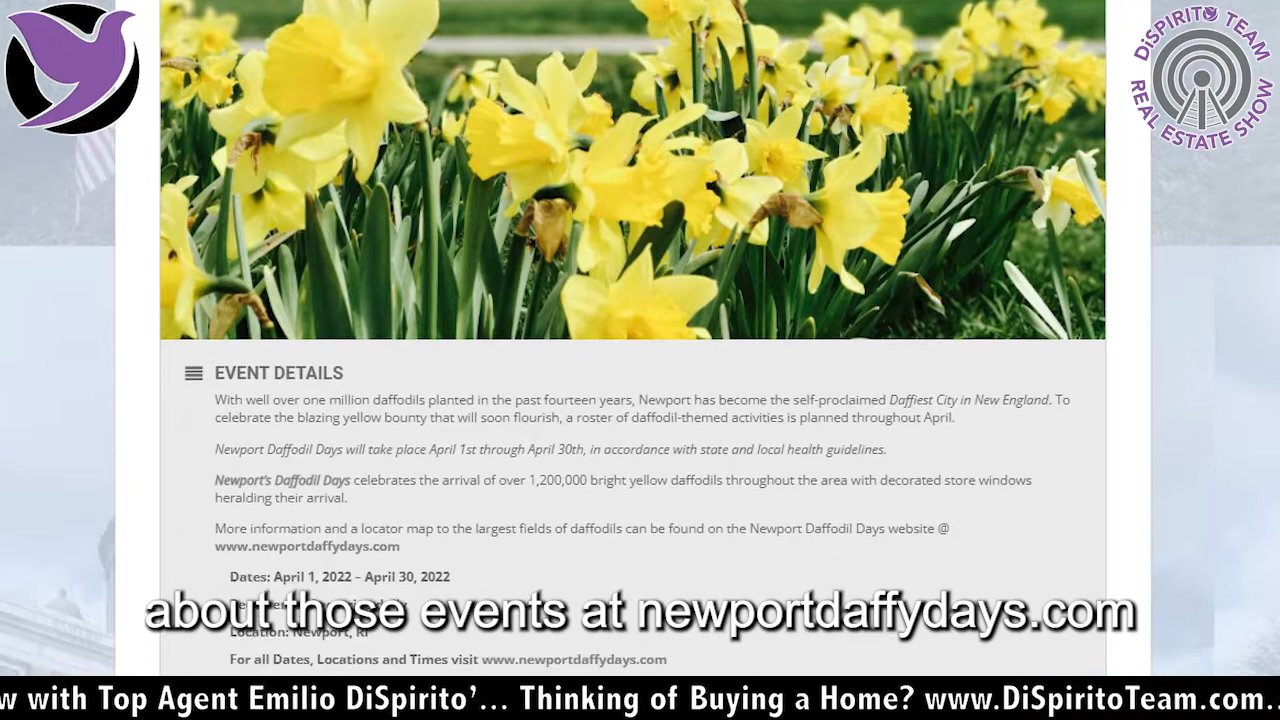 DiSPIRITO TEAM
REAL ESTATE SHOW
EVENT DETAILS
With well over one million daffodils planted in the past fourteen years, Newport has become the self-proclaimed Daffiest City in New England. To
celebrate the blazing yellow bounty that will soon flourish, a roster of daffodil-themed activities is planned throughout April.
Newport Daffodil Days will take place April 1st through April 30th, in accordance with state and local health guidelines.
Newport's Daffodil Days celebrates the arrival of over 1,200,000 bright yellow daffodils throughout the area with decorated store windows
heralding their arrival.
More information and a locator map to the largest fields of daffodils can be found on the Newport Daffodil Days website @
www.newportdaffydays.com
Dates: April 1, 2022 – April 30, 2022
about those events at newportdaffydays.com
Location: Newport, RI
For all Dates, Locations and Times visit www.newportdaffydays.com
w with Top Agent Emilio DiSpirito'... Thinking of Buying a Home? www.DiSpiritoTeam.com..